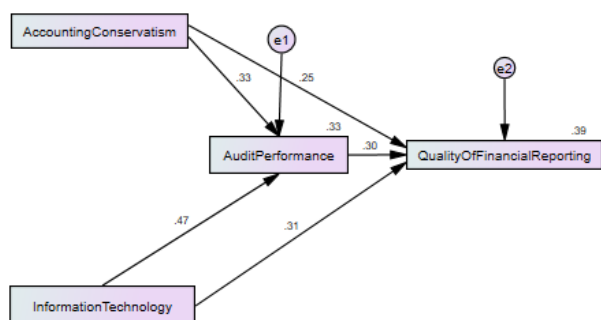 AccountingConservatism
e1
e2
.33
.25
.33
.39
AuditPerformance
.30
QualityOfFinancialReporting
.47
.31
InformationTechnology